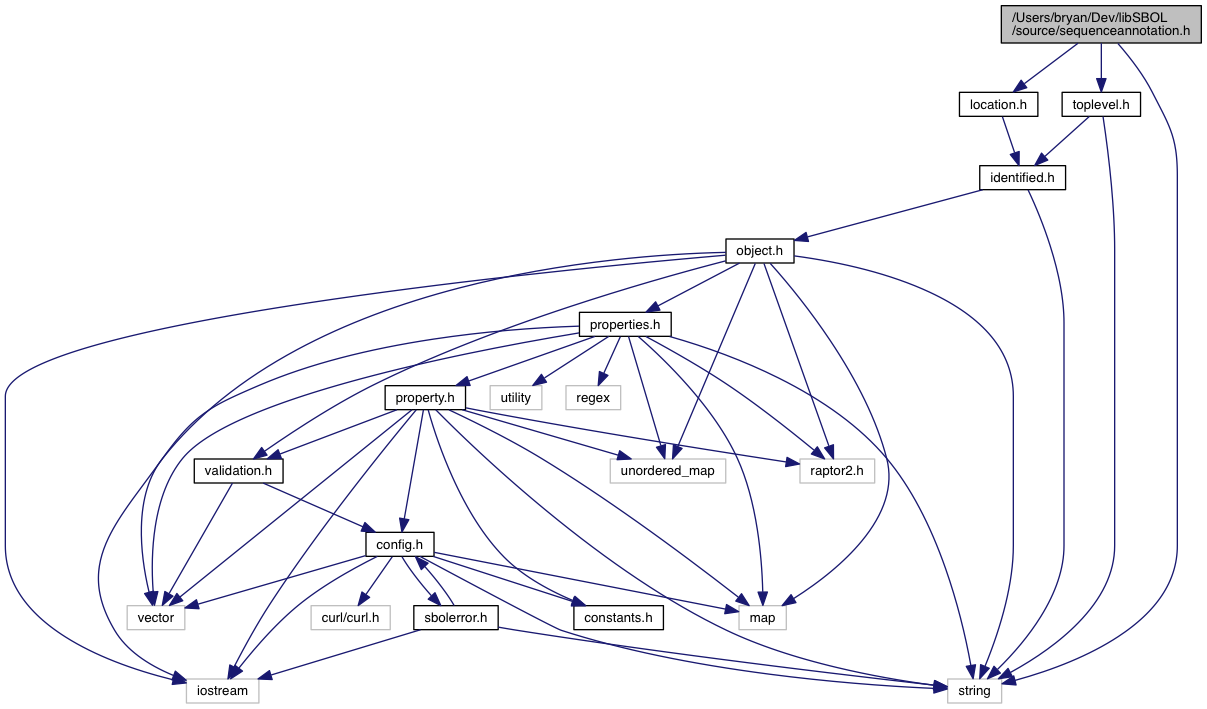 /Users/bryan/Dev/libSBOL
/source/sequenceannotation.h
location.h
toplevel.h
identified.h
object.h
properties.h
property.h
utility
regex
validation.h
unordered_map
raptor2.h
config.h
vector
curl/curl.h
sbolerror.h
constants.h
map
iostream
string